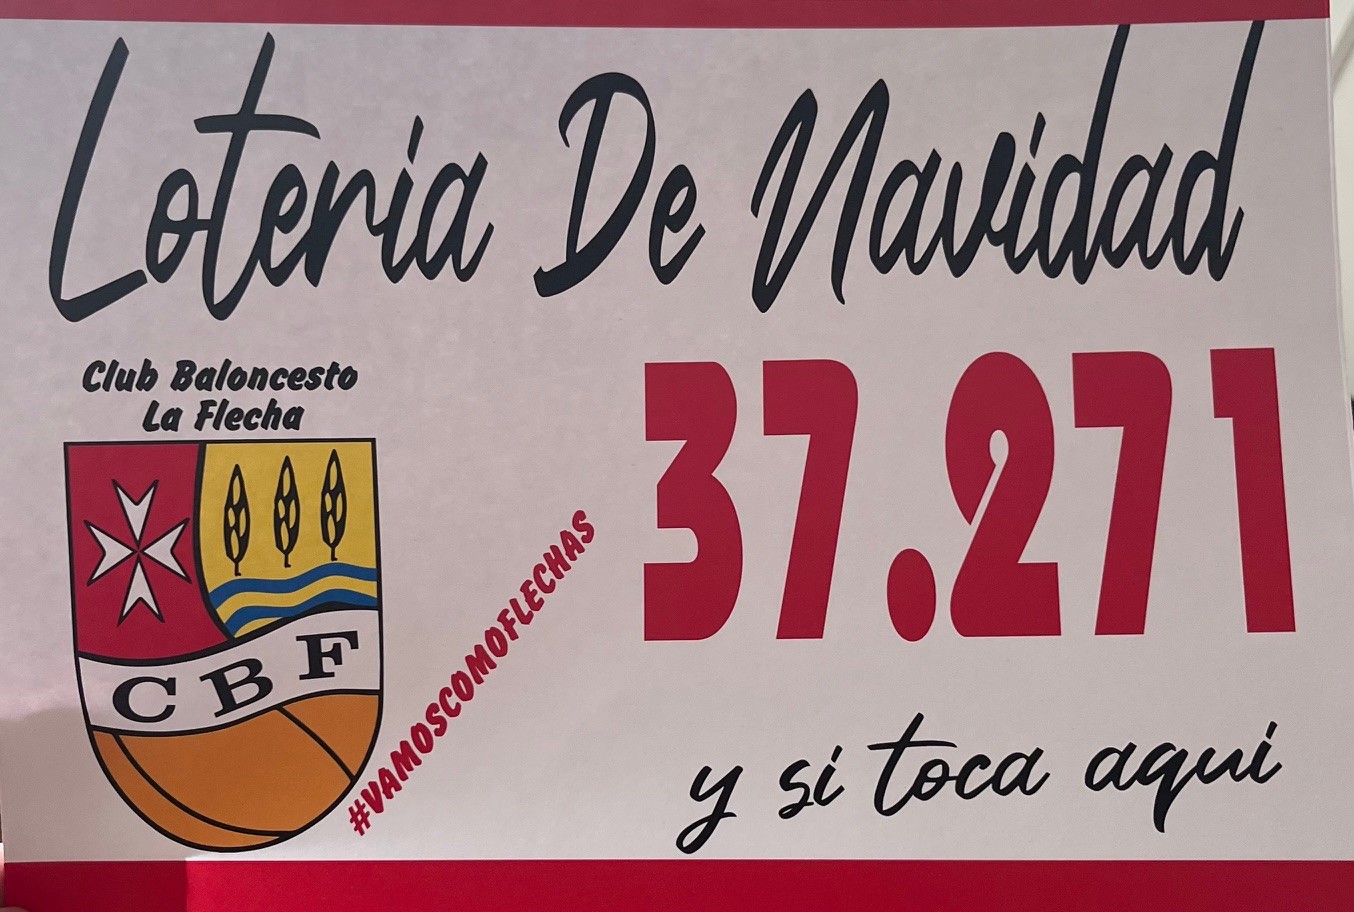 Loteria De Navidad
Club Baloncesto
La Flecha
37.271
CBF
#VAMOSCOMOFLECHAS
y si toca aqui